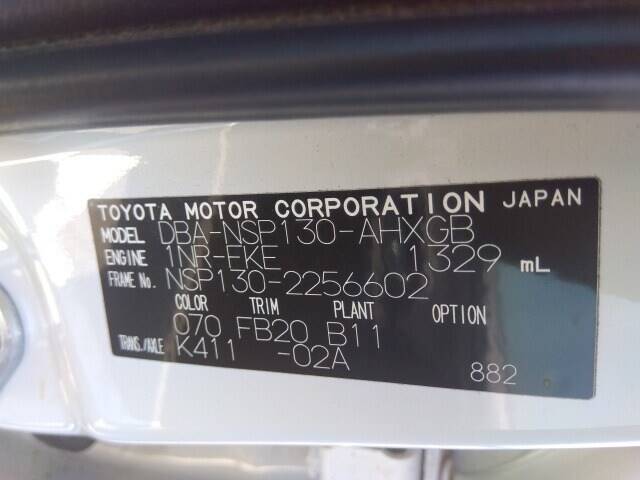 TOYOTA MOTOR CORPORATION JAPAN
MODEL DBA-NSP130-AHXGB
ENGINE 1NR-FKE 1329 mL
FRAME No. NSP130-2256602
COLOR TRIM PLANT OPTION
070 FB20 B11
TRANS./AXLE K411 -02A
882